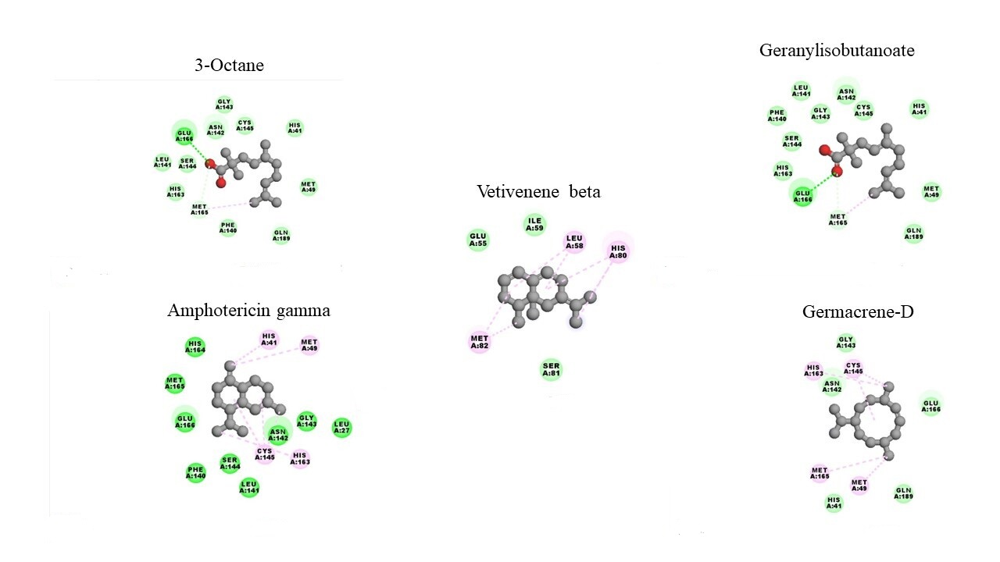 3-Octane
GLY
A:143
ASN
A:142
CYS
A:145
HIS
A:41
GLU
A:166
LEU
A:141
SER
A:144
HIS
A:163
MET
A:49
MET
A:165
PHE
A:140
GLN
A:189
Geranylisobutanoate
LEU
A:141
ASN
A:142
PHE
A:140
GLY
A:143
CYS
A:145
HIS
A:41
SER
A:144
HIS
A:163
GLU
A:166
MET
A:49
MET
A:165
GLN
A:189
Vetivenene beta
GLU
A:55
ILE
A:59
LEU
A:58
HIS
A:80
MET
A:82
SER
A:81
Amphotericin gamma
HIS
A:164
HIS
A:41
MET
A:49
MET
A:165
GLU
A:166
ASN
A:142
GLY
A:143
LEU
A:27
PHE
A:140
SER
A:144
CYS
A:145
HIS
A:163
LEU
A:141
Germacrene-D
GLY
A:143
HIS
A:163
CYS
A:145
ASN
A:142
GLU
A:166
MET
A:165
MET
A:49
HIS
A:41
GLN
A:189